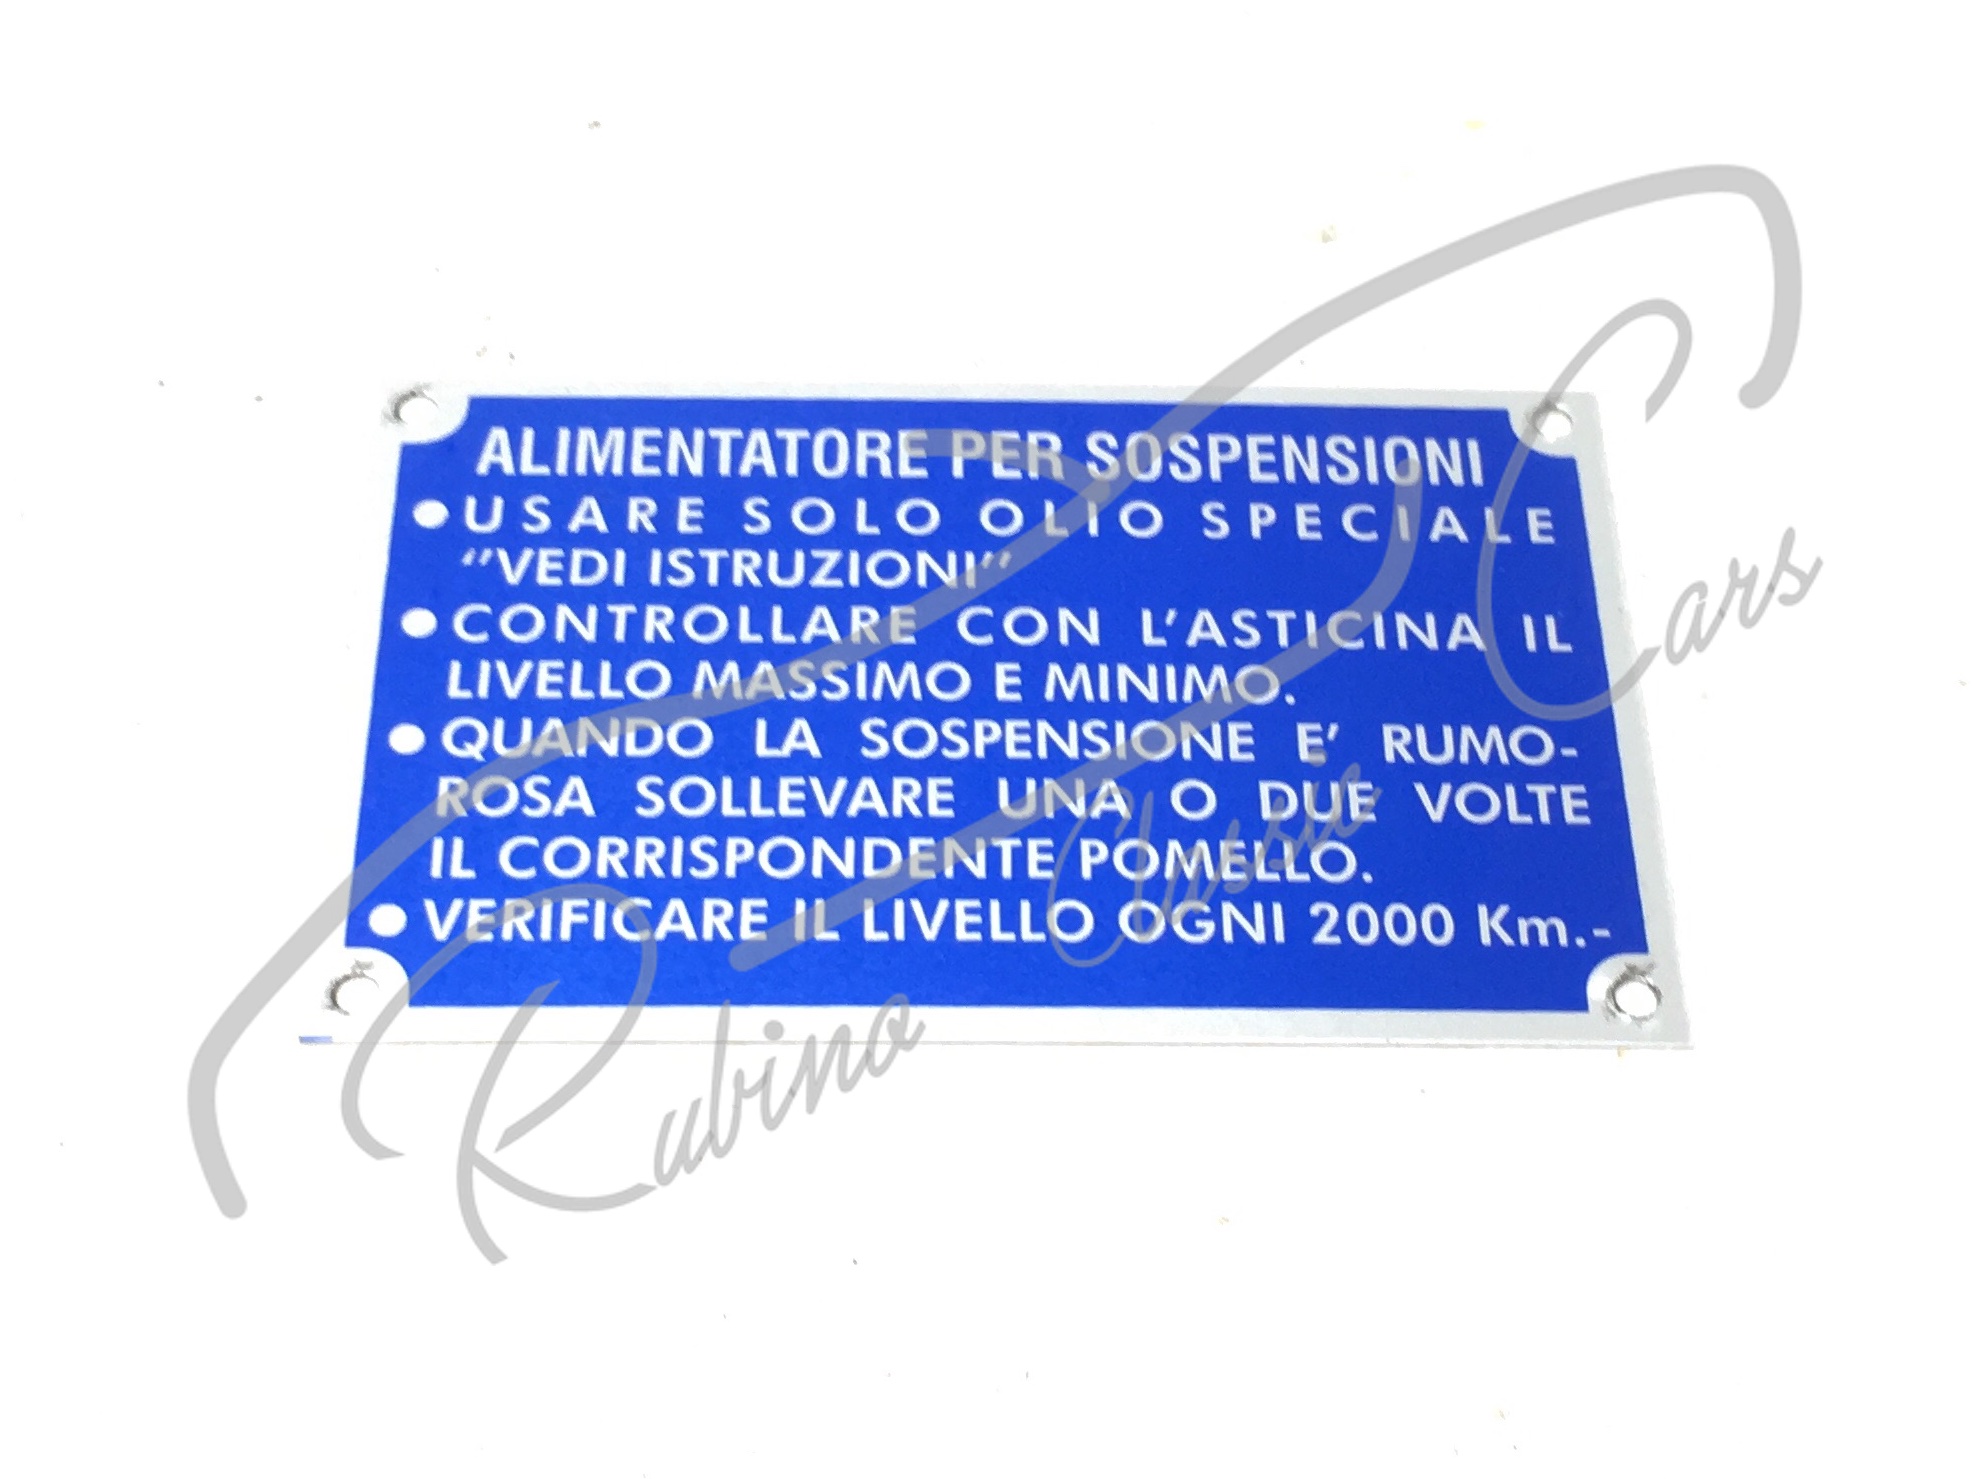 ALIMENTATORE PER SOSPENSIONI
● USARE SOLO OLIO SPECIALE
"VEDI ISTRUZIONI"
● CONTROLLARE CON L'ASTICINA IL
LIVELLO MASSIMO E MINIMO.
● QUANDO LA SOSPENSIONE E' RUMO-
ROSA SOLLEVARE UNA O DUE VOLTE
IL CORRISPONDENTE POMELLO.
● VERIFICARE IL LIVELLO OGNI 2000 Km.-
Rubino Classic Cars